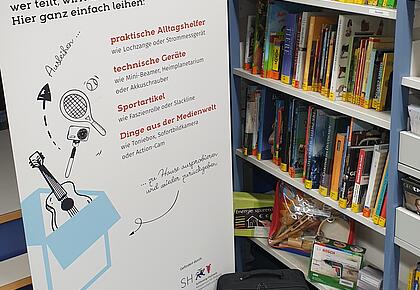 wer teilt,
Hier ganz einfach leihen:
Ausleihen ...
praktische Alltagshelfer
wie Lochzange oder Strommessgerät
technische Geräte
wie Mini-Beamer, Heimplanetarium
oder Akkuschrauber
Sportartikel
wie Faszienrolle oder Slackline
Dinge aus der Medienwelt
wie Toniebox, Sofortbildkamera
oder Action-Cam
... zu Hause ausprobieren
und wieder zurückgeben
SH
BOSCH